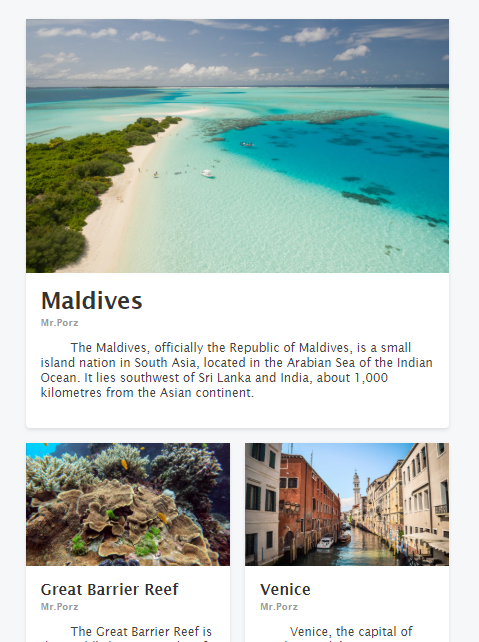 Maldives
Mr.Porz
The Maldives, officially the Republic of Maldives, is a small
island nation in South Asia, located in the Arabian Sea of the Indian
Ocean. It lies southwest of Sri Lanka and India, about 1,000
kilometres from the Asian continent.
Great Barrier Reef
Mr.Porz
The Great Barrier Reef is
Venice
Mr.Porz
Venice, the capital of